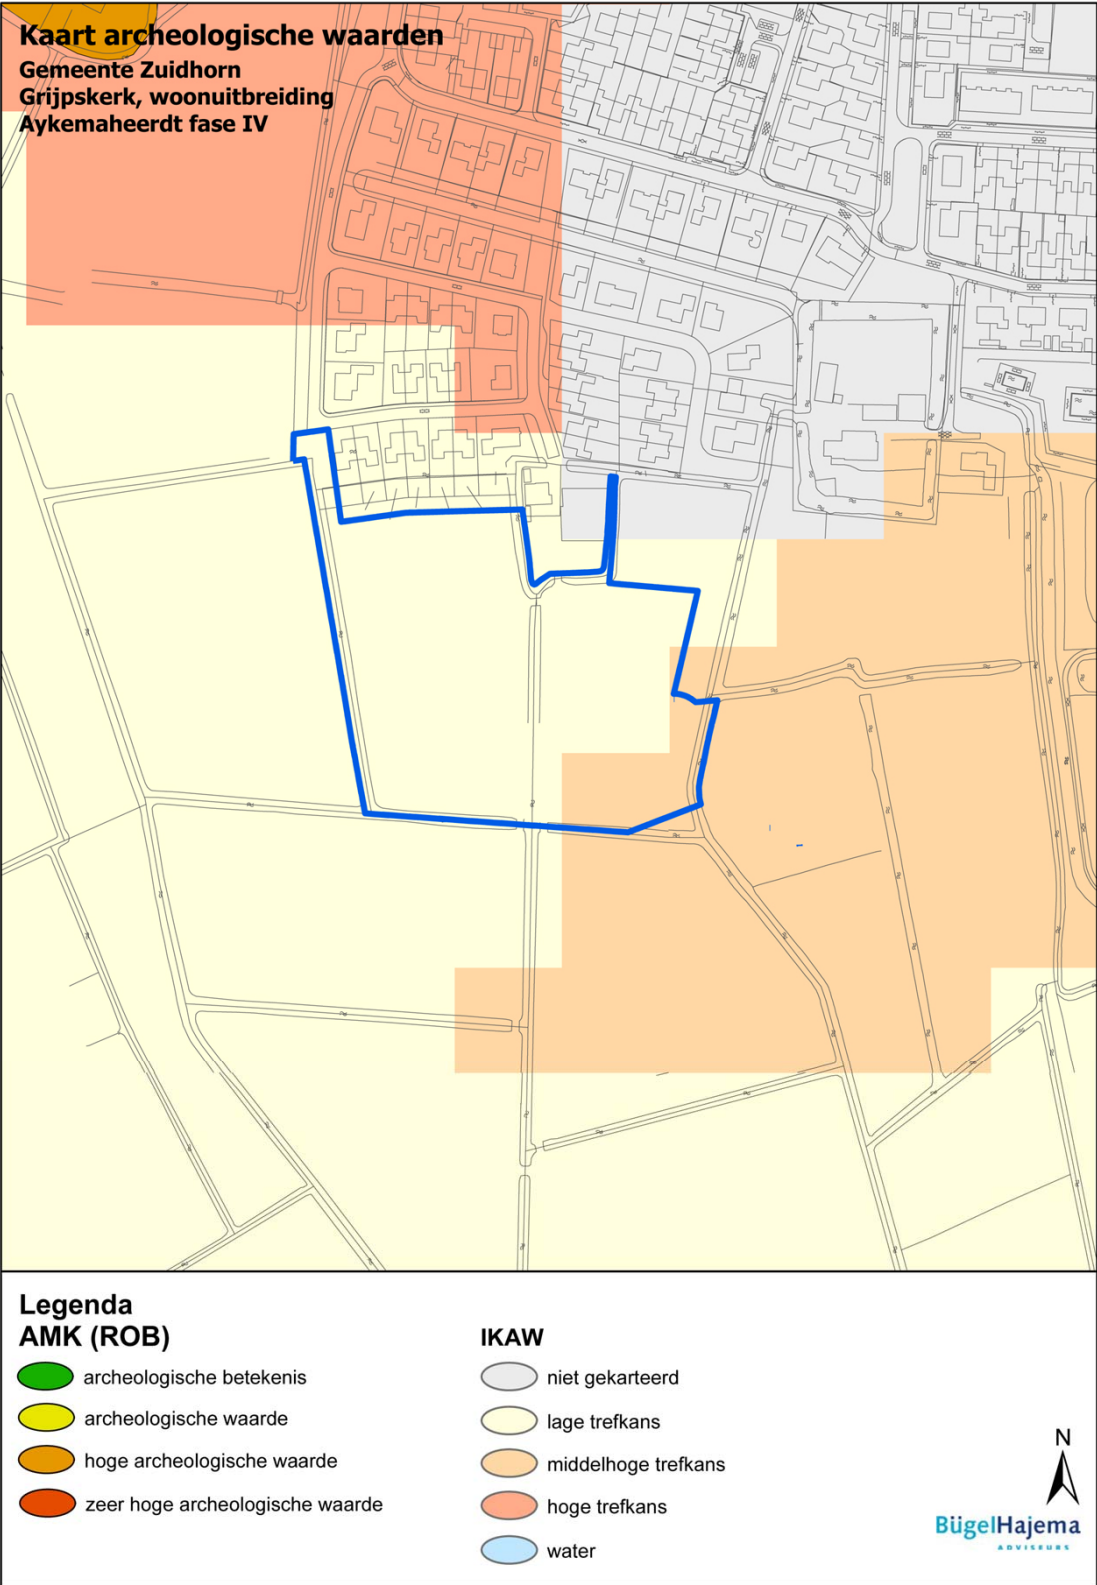 Kaart archeologische waarden
Gemeente Zuidhorn
Grijpskerk, woonuitbreiding
Aykemaheerdt fase IV
Legenda
AMK (ROB)
archeologische betekenis
archeologische waarde
hoge archeologische waarde
zeer hoge archeologische waarde
IKAW
niet gekarteerd
lage trefkans
middelhoge trefkans
hoge trefkans
water
N
BügelHajema
ADVISEURS